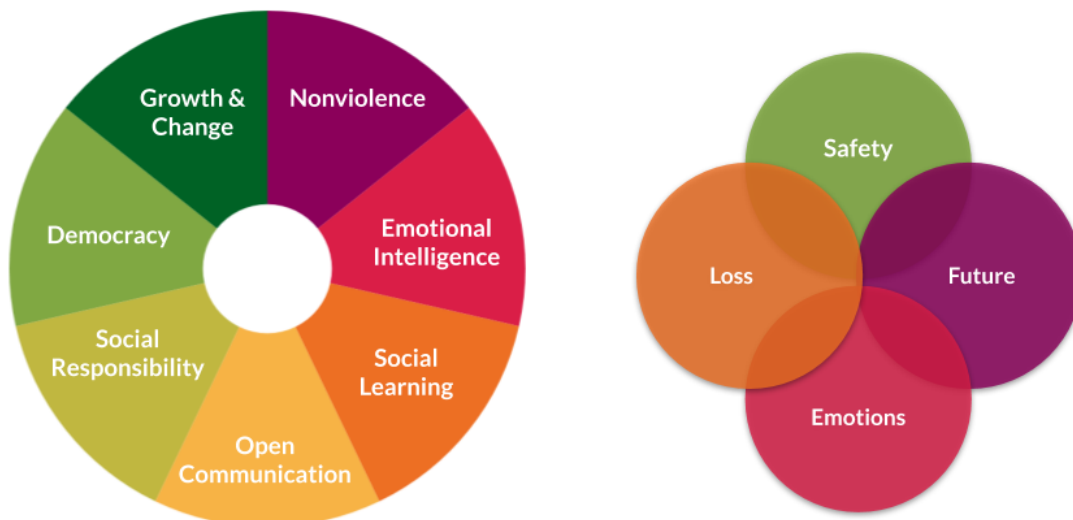 Growth &
Change
Nonviolence
Emotional
Intelligence
Social
Learning
Open
Communication
Social
Responsibility
Democracy
Safety
Loss
Future
Emotions